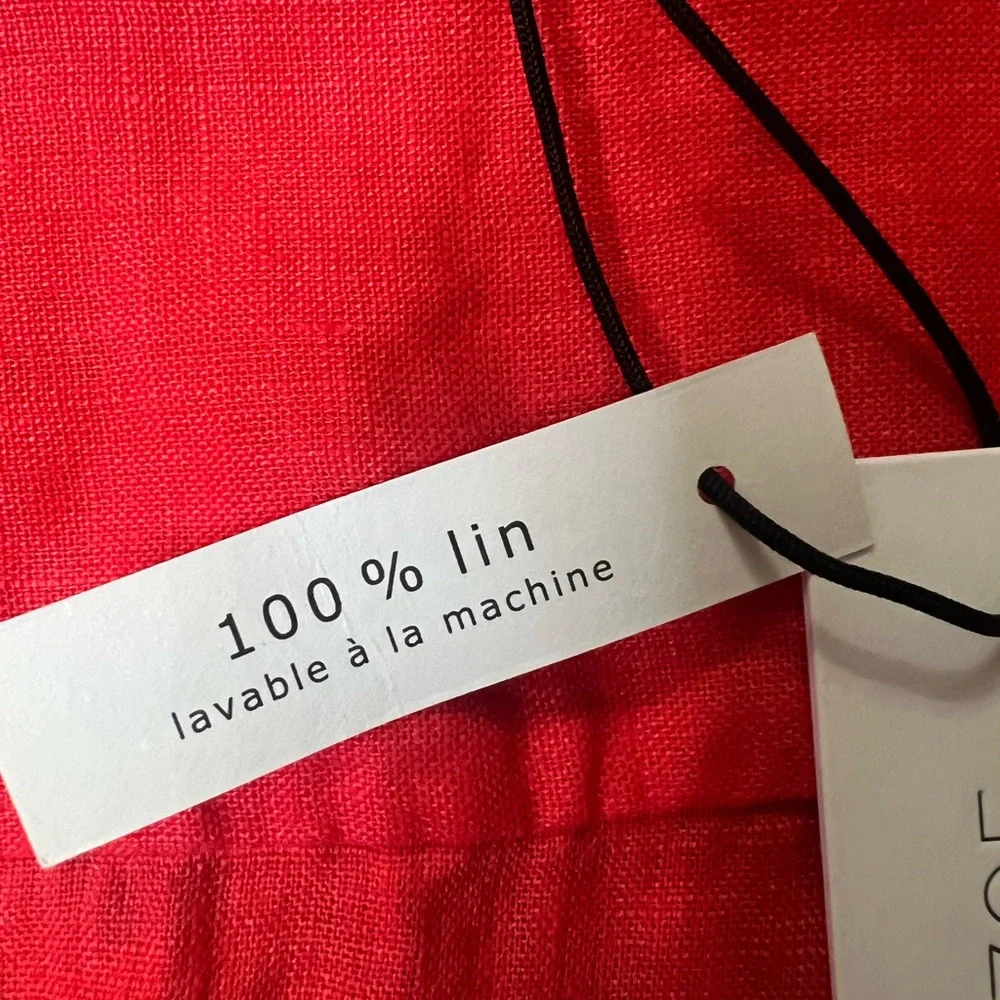 100 % lin
lavable à la machine